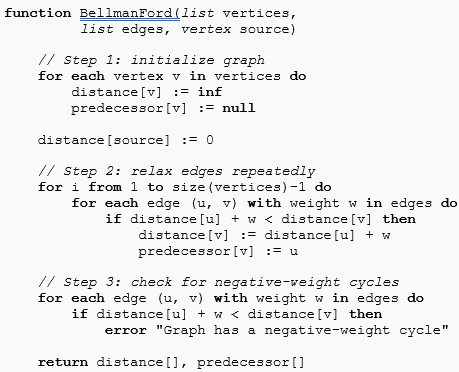 function BellmanFord(list vertices,
list edges, vertex source)
// Step 1: initialize graph
for each vertex v in vertices do
distance[v] := inf
predecessor[v] := null
distance[source] := 0
// Step 2: relax edges repeatedly
for i from 1 to size(vertices)-1 do
for each edge (u, v) with weight w in edges do
if distance[u] + w < distance[v] then
distance[v] := distance[u] + w
predecessor[v] := u
// Step 3: check for negative-weight cycles
for each edge (u, v) with weight w in edges do
if distance[u] + w < distance[v] then
error "Graph has a negative-weight cycle"
return distance[], predecessor[]